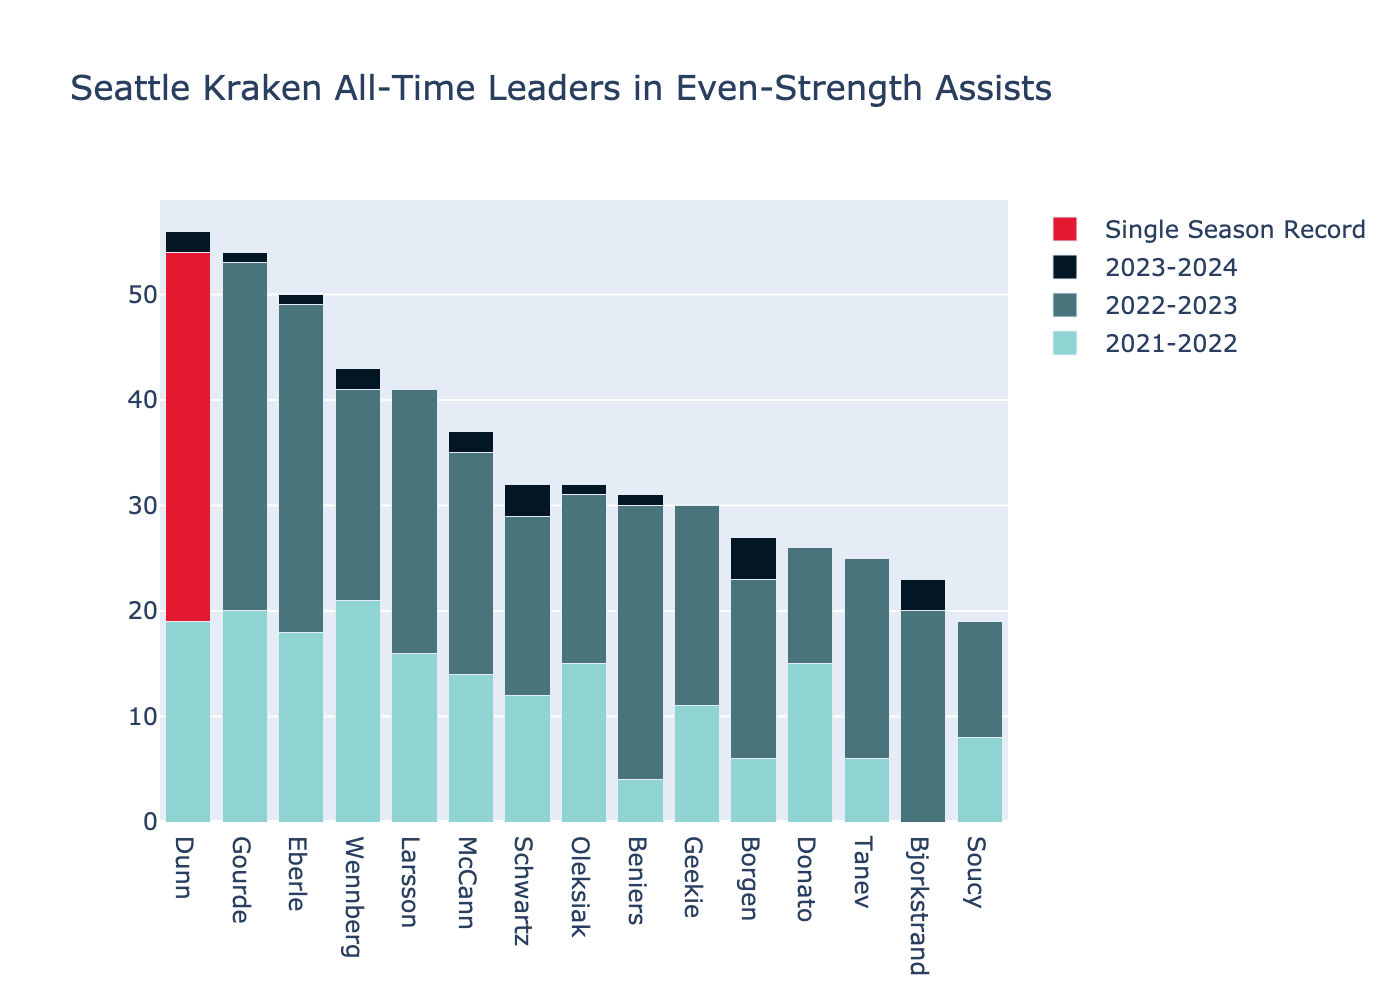 Seattle Kraken All-Time Leaders in Even-Strength Assists
Single Season Record
2023-2024
2022-2023
2021-2022
50
40
30
20
10
0
Dunn
Gourde
Eberle
Wennberg
Larsson
McCann
Schwartz
Oleksiak
Beniers
Geekie
Borgen
Donato
Tanev
Bjorkstrand
Soucy